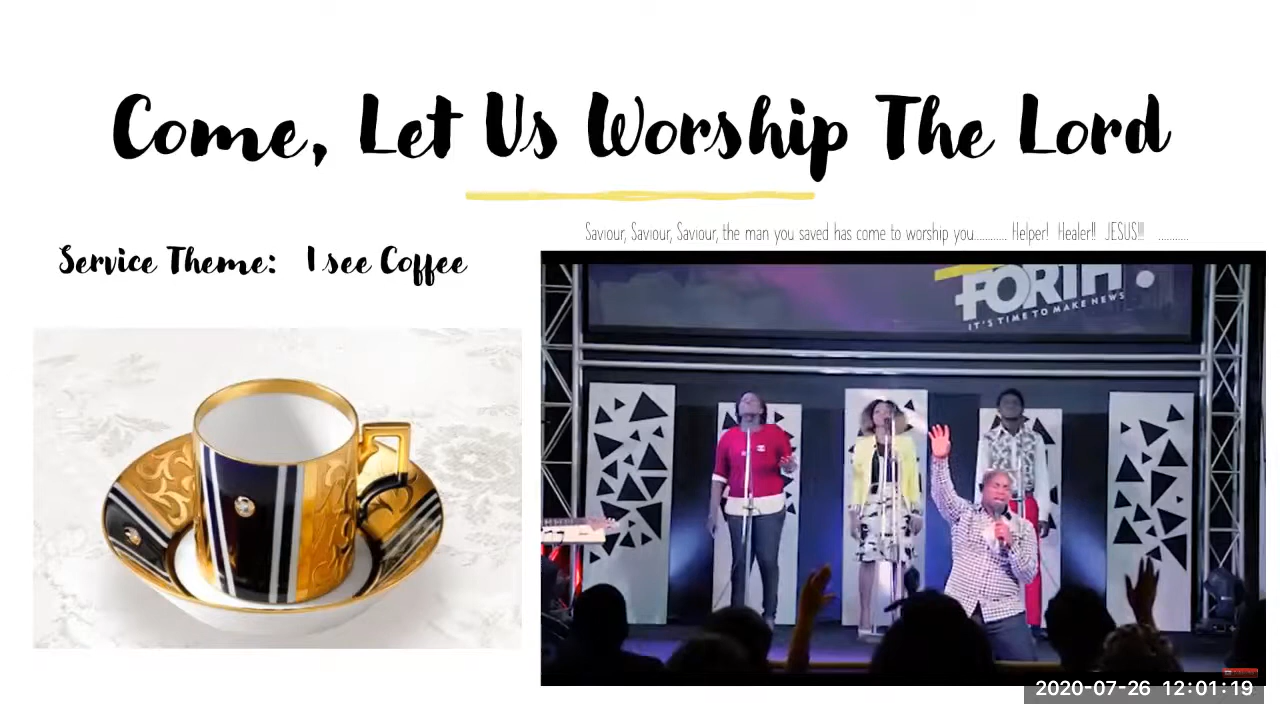 Come, Let Us Worship The Lord
Saviour, Saviour, Saviour, the man you saved has come to worship you........... Helper! Healer!! JESUS!!! ..........
Service Theme: I see Coffee
FORTH
IT'S TIME TO MAKE NEWS
2020-07-26 12:01:19